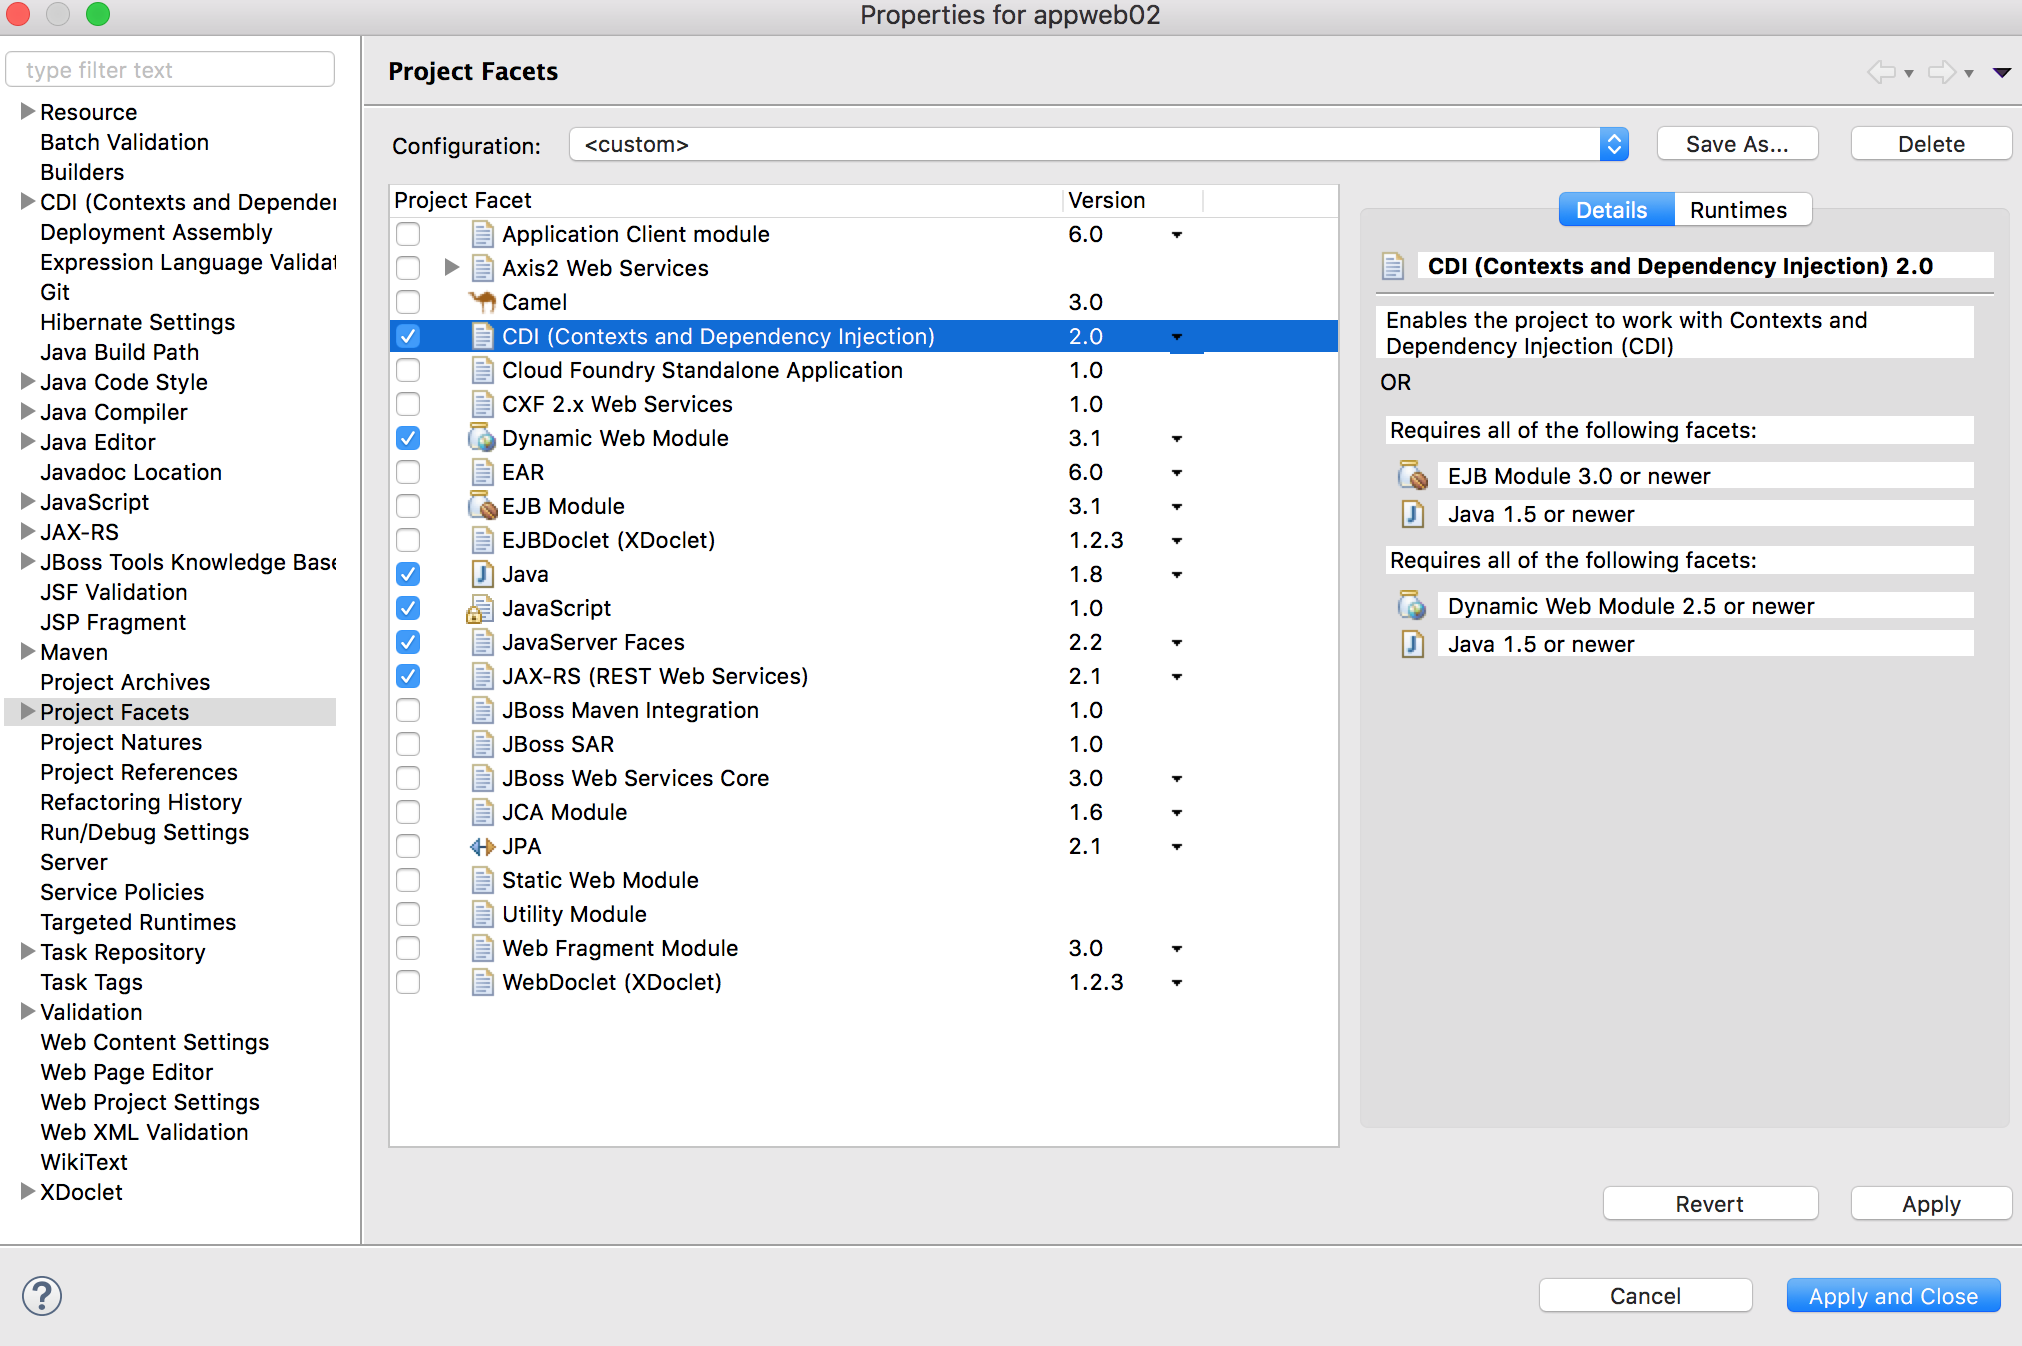 Properties for appweb02
type filter text
Resource
Batch Validation
Builders
CDI (Contexts and Depender
Deployment Assembly
Expression Language Validat
Git
Hibernate Settings
Java Build Path
Java Code Style
Java Compiler
Java Editor
Javadoc Location
JavaScript
JAX-RS
JBoss Tools Knowledge Base
JSF Validation
JSP Fragment
Maven
Project Archives
Project Facets
Project Natures
Project References
Refactoring History
Run/Debug Settings
Server
Service Policies
Targeted Runtimes
Task Repository
Task Tags
Validation
Web Content Settings
Web Page Editor
Web Project Settings
Web XML Validation
WikiText
XDoclet
Project Facets
Configuration: <custom> Save As... Delete
Project Facet Version
Application Client module 6.0
Axis2 Web Services
Camel 3.0
CDI (Contexts and Dependency Injection) 2.0
Cloud Foundry Standalone Application 1.0
CXF 2.x Web Services 1.0
Dynamic Web Module 3.1
EAR 6.0
EJB Module 3.1
EJBDoclet (XDoclet) 1.2.3
Java 1.8
JavaScript 1.0
JavaServer Faces 2.2
JAX-RS (REST Web Services) 2.1
JBoss Maven Integration 1.0
JBoss SAR 1.0
JBoss Web Services Core 3.0
JCA Module 1.6
JPA 2.1
Static Web Module
Utility Module
Web Fragment Module 3.0
WebDoclet (XDoclet) 1.2.3
Details Runtimes
CDI (Contexts and Dependency Injection) 2.0
Enables the project to work with Contexts and
Dependency Injection (CDI)
OR
Requires all of the following facets:
EJB Module 3.0 or newer
Java 1.5 or newer
Requires all of the following facets:
Dynamic Web Module 2.5 or newer
Java 1.5 or newer
Revert Apply
? Cancel Apply and Close